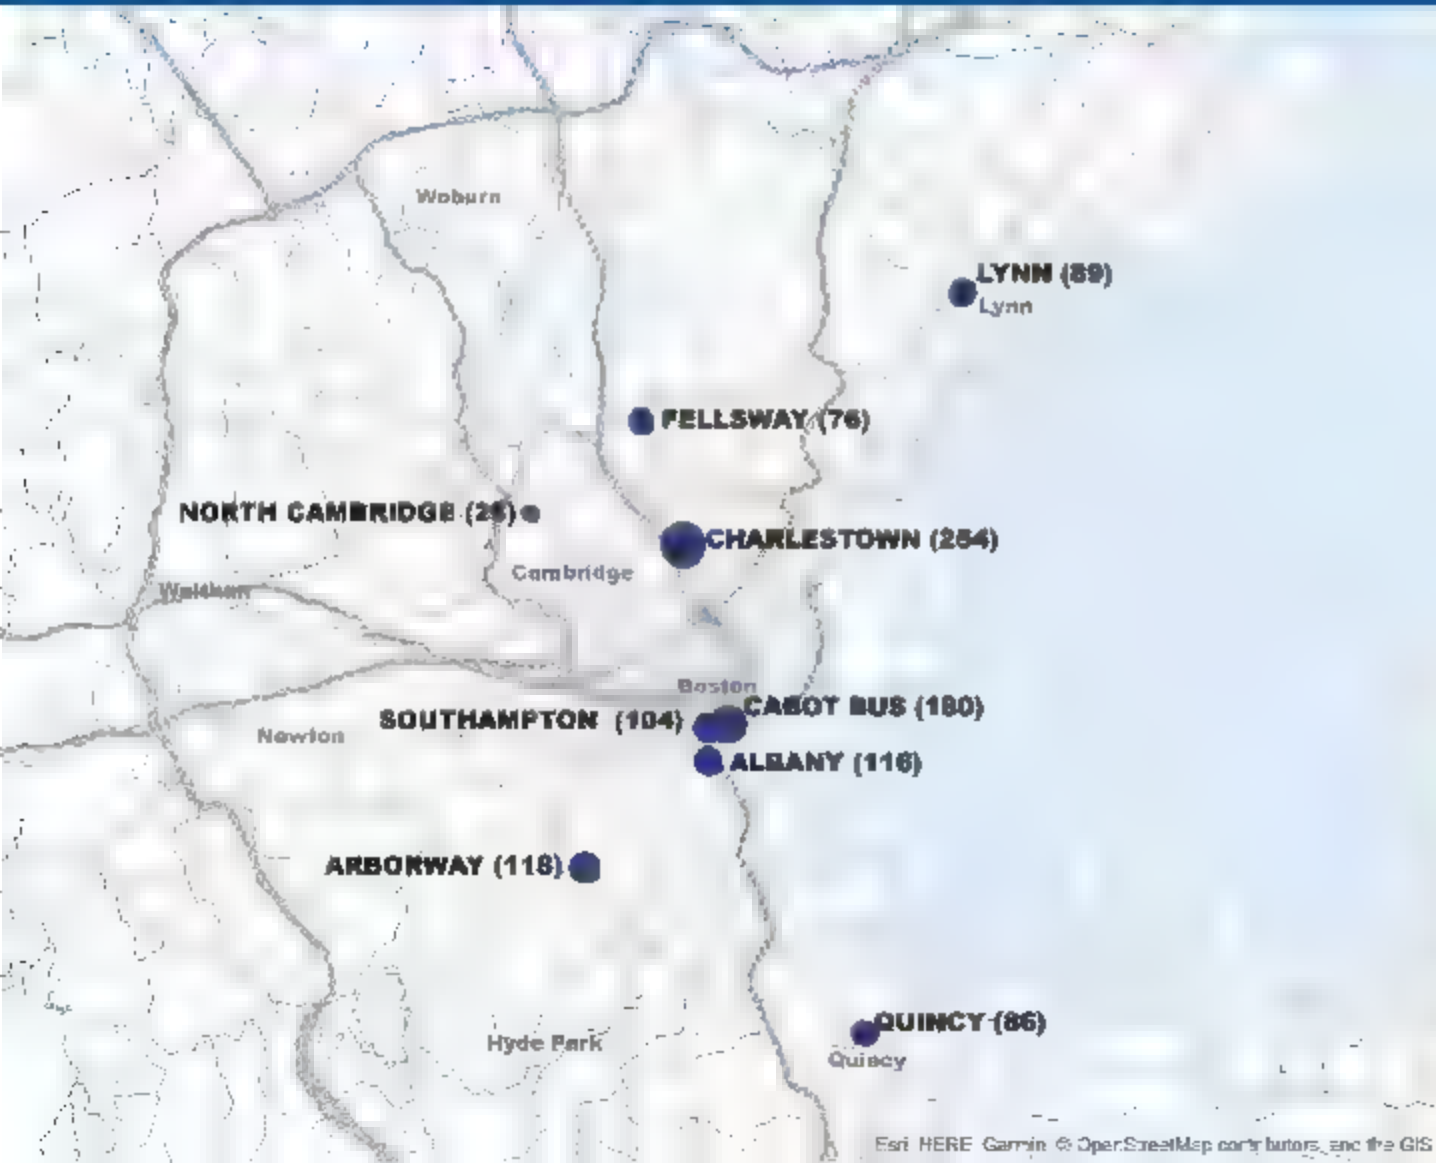 Woburn
LYNN (89)
Lynn
FELLSWAY (76)
NORTH CAMBRIDGE
CHARLESTOWN (254)
Cambridge
Waltham
Boston
CABOT BUS (180)
SOUTHAMPTON (104)
Newton
ALBANY (116)
ARBORWAY (118)
QUINCY (86)
Hyde Park
Quincy
Esri, HERE, Garmin, © OpenStreetMap contributors, and the GIS